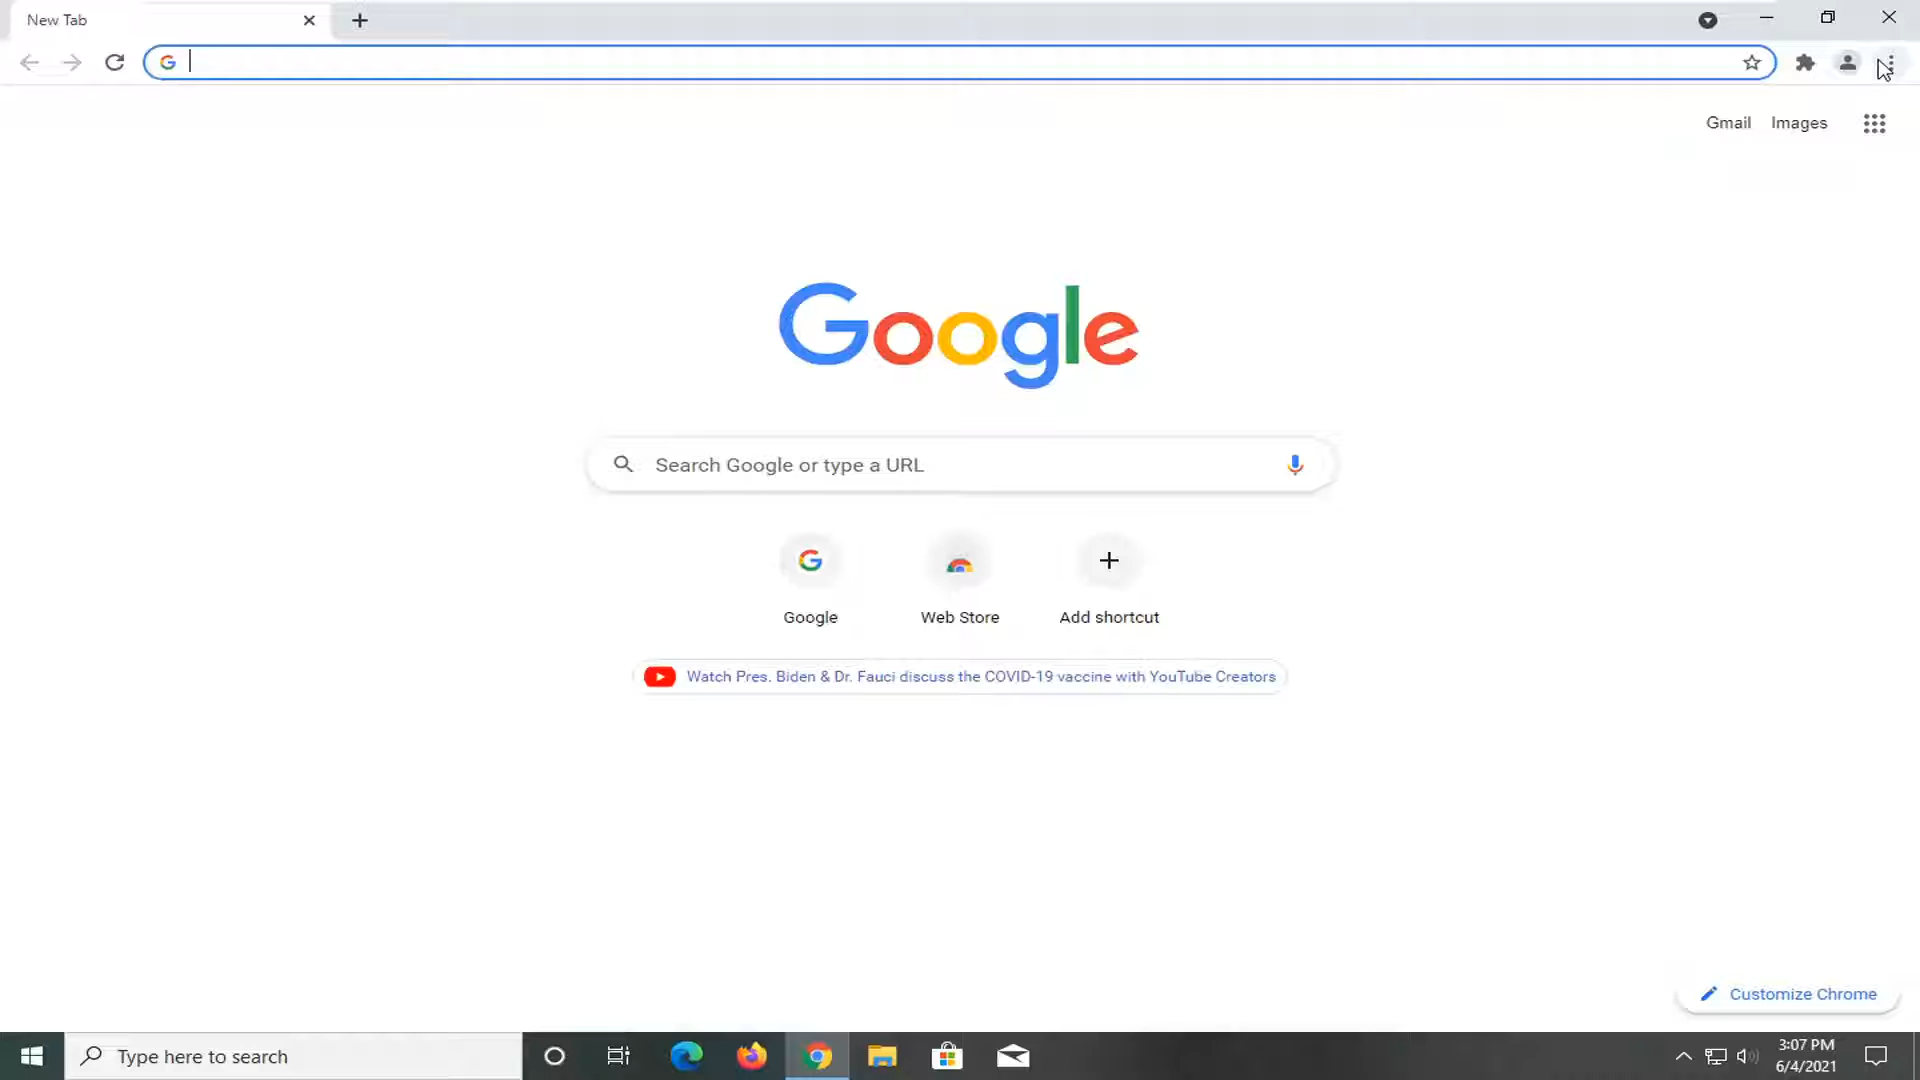 New Tab
Gmail Images
Google
Search Google or type a URL
Google Web Store Add shortcut
Watch Pres. Biden & Dr. Fauci discuss the COVID-19 vaccine with YouTube Creators
Customize Chrome
Type here to search
3:07 PM
6/4/2021